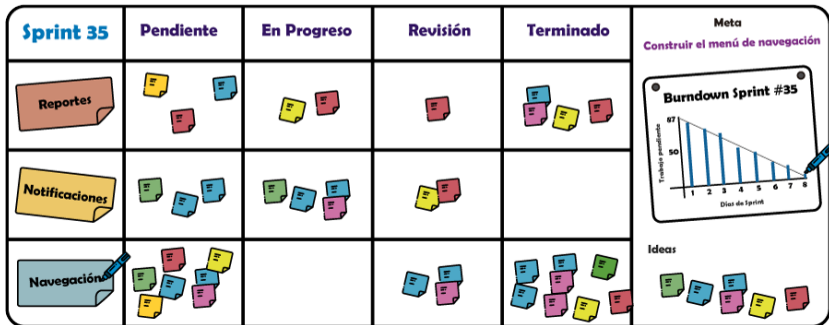 Sprint 35
Pendiente
En Progreso
Revisión
Terminado
Meta
Construir el menú de navegación
Reportes
Burndown Sprint #35
87
50
Trabajo pendiente
1 2 3 4 5 6 7 8
Días de Sprint
Notificaciones
Navegación
Ideas